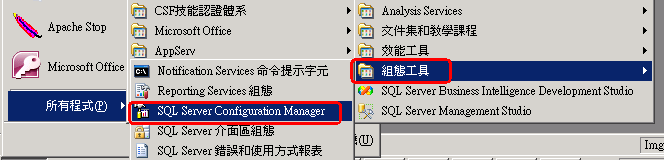 Apache Stop
Microsoft Office
所有程式(P)
CSF技能認證體系
Microsoft Office
AppServ
Notification Services 命令提示字元
Reporting Services 組態
SQL Server Configuration Manager
SQL Server 介面區組態
SQL Server 錯誤和使用方式報表
Analysis Services
文件集和教學課程
效能工具
組態工具
SQL Server Business Intelligence Development Studio
SQL Server Management Studio
(U)
Img